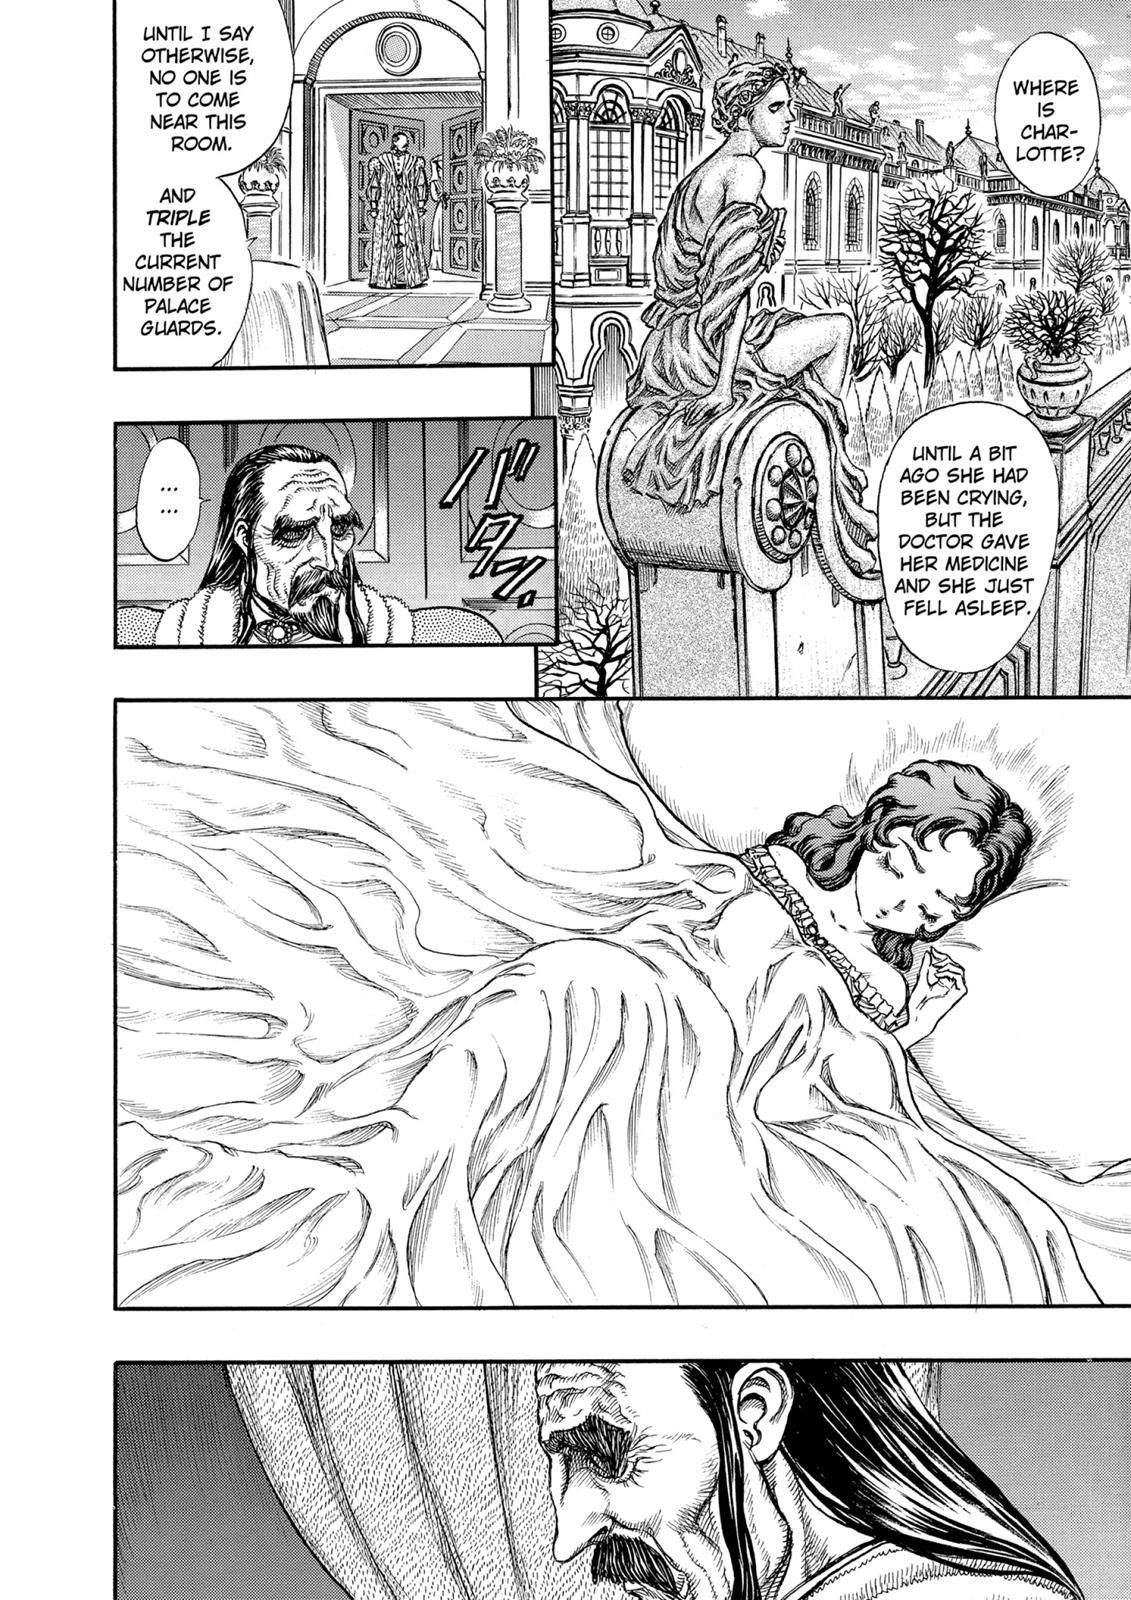 WHERE
IS
CHAR-
LOTTE?
UNTIL A BIT
AGO SHE HAD
BEEN CRYING,
BUT THE
DOCTOR GAVE
HER MEDICINE
AND SHE JUST
FELL ASLEEP.
UNTIL I SAY
OTHERWISE,
NO ONE IS
TO COME
NEAR THIS
ROOM.
AND
TRIPLE
THE
CURRENT
NUMBER OF
PALACE
GUARDS.
バタン
...
...